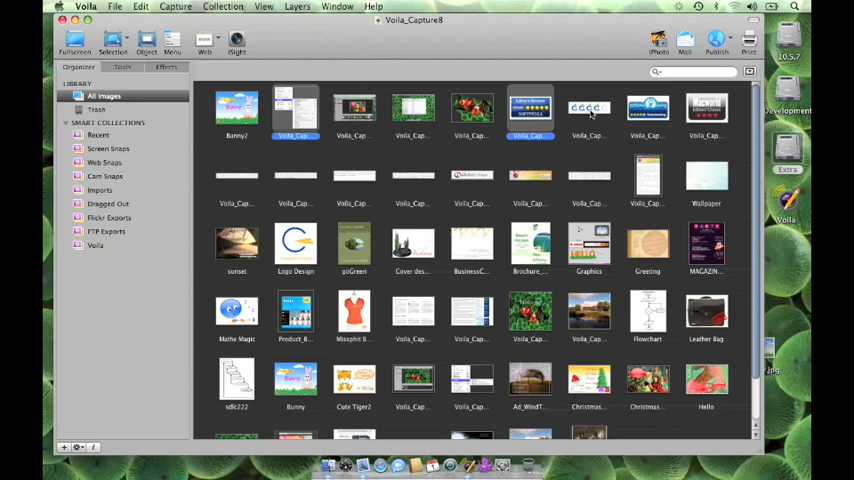 Voila File Edit Capture Collection View Layers Window Help
Voila_Capture8
Fullscreen Selection Object Menu Web iSight iPhoto Mail Publish Print
Organizer Tools Effects
LIBRARY
All Images
Trash
SMART COLLECTIONS
Recent
Screen Snaps
Web Snaps
Cam Snaps
Imports
Dragged Out
Flickr Exports
FTP Exports
Voila
Bunny2 Voila_Cap... Voila_Cap... Voila_Cap... Voila_Cap... Voila_Cap... Voila_Cap... Voila_Cap... Voila_Cap...
Voila_Cap... Voila_Cap... Voila_Cap... Voila_Cap... Voila_Cap... Voila_Cap... Voila_Cap... Voila_Cap... Wallpaper
sunset Logo Design goGreen Cover des... BusinessC... Brochure_... Graphics Greeting MAGAZIN...
Mathe Magic Product_B... Missphit B... Voila_Cap... Voila_Cap... Voila_Cap... Voila_Cap... Flowchart Leather Bag
sdlc222 Bunny Cute Tiger2 Voila_Cap... Voila_Cap... Ad_WindT... Christmas... Christmas... Hello
10.5.7
Development
Extra
Voila